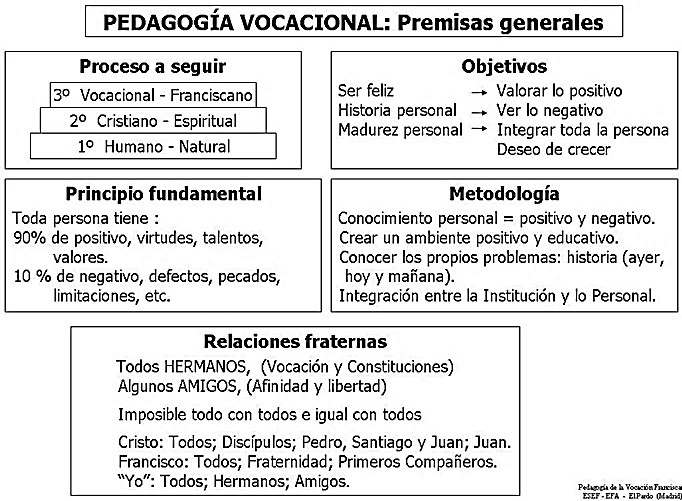 PEDAGOGÍA VOCACIONAL: Premisas generales
Proceso a seguir
3º Vocacional - Franciscano
2º Cristiano - Espiritual
1º Humano - Natural
Objetivos
Ser feliz → Valorar lo positivo
Historia personal → Ver lo negativo
Madurez personal → Integrar toda la persona
Deseo de crecer
Principio fundamental
Toda persona tiene :
90% de positivo, virtudes, talentos,
valores.
10 % de negativo, defectos, pecados,
limitaciones, etc.
Metodología
Conocimiento personal = positivo y negativo.
Crear un ambiente positivo y educativo.
Conocer los propios problemas: historia (ayer,
hoy y mañana).
Integración entre la Institución y lo Personal.
Relaciones fraternas
Todos HERMANOS, (Vocación y Constituciones)
Algunos AMIGOS, (Afinidad y libertad)
Imposible todo con todos e igual con todos
Cristo: Todos; Discípulos; Pedro, Santiago y Juan; Juan.
Francisco: Todos; Fraternidad; Primeros Compañeros.
"Yo": Todos; Hermanos; Amigos.
Pedagogía de la Vocación Francisca
ESEF - EFA - El Pardo (Madrid)